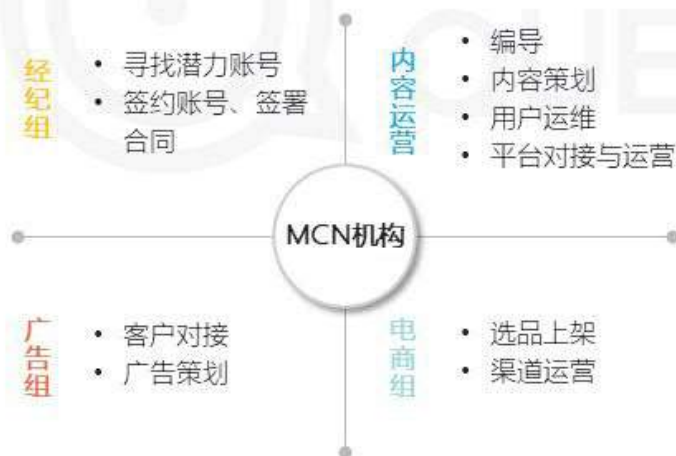 经纪组
• 寻找潜力账号
• 签约账号、签署
合同
内容运营
• 编导
• 内容策划
• 用户运维
• 平台对接与运营
MCN机构
广告组
• 客户对接
• 广告策划
电商组
• 选品上架
• 渠道运营